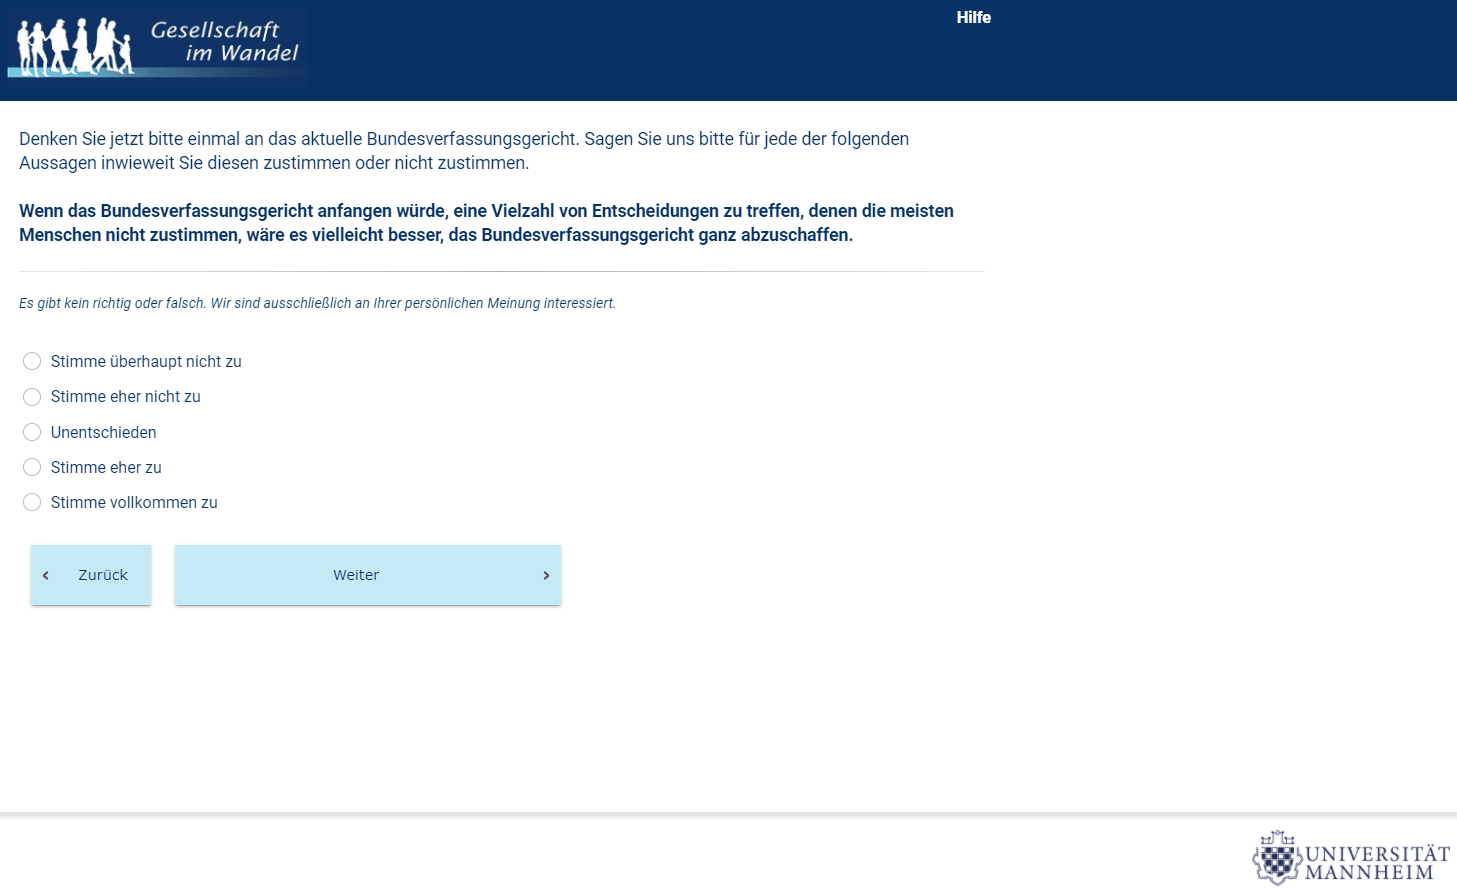 Gesellschaft
im Wandel
Hilfe
Denken Sie jetzt bitte einmal an das aktuelle Bundesverfassungsgericht. Sagen Sie uns bitte für jede der folgenden
Aussagen inwieweit Sie diesen zustimmen oder nicht zustimmen.
Wenn das Bundesverfassungsgericht anfangen würde, eine Vielzahl von Entscheidungen zu treffen, denen die meisten
Menschen nicht zustimmen, wäre es vielleicht besser, das Bundesverfassungsgericht ganz abzuschaffen.
Es gibt kein richtig oder falsch. Wir sind ausschließlich an Ihrer persönlichen Meinung interessiert.
Stimme überhaupt nicht zu
Stimme eher nicht zu
Unentschieden
Stimme eher zu
Stimme vollkommen zu
Zurück
Weiter
UNIVERSITÄT
MANNHEIM